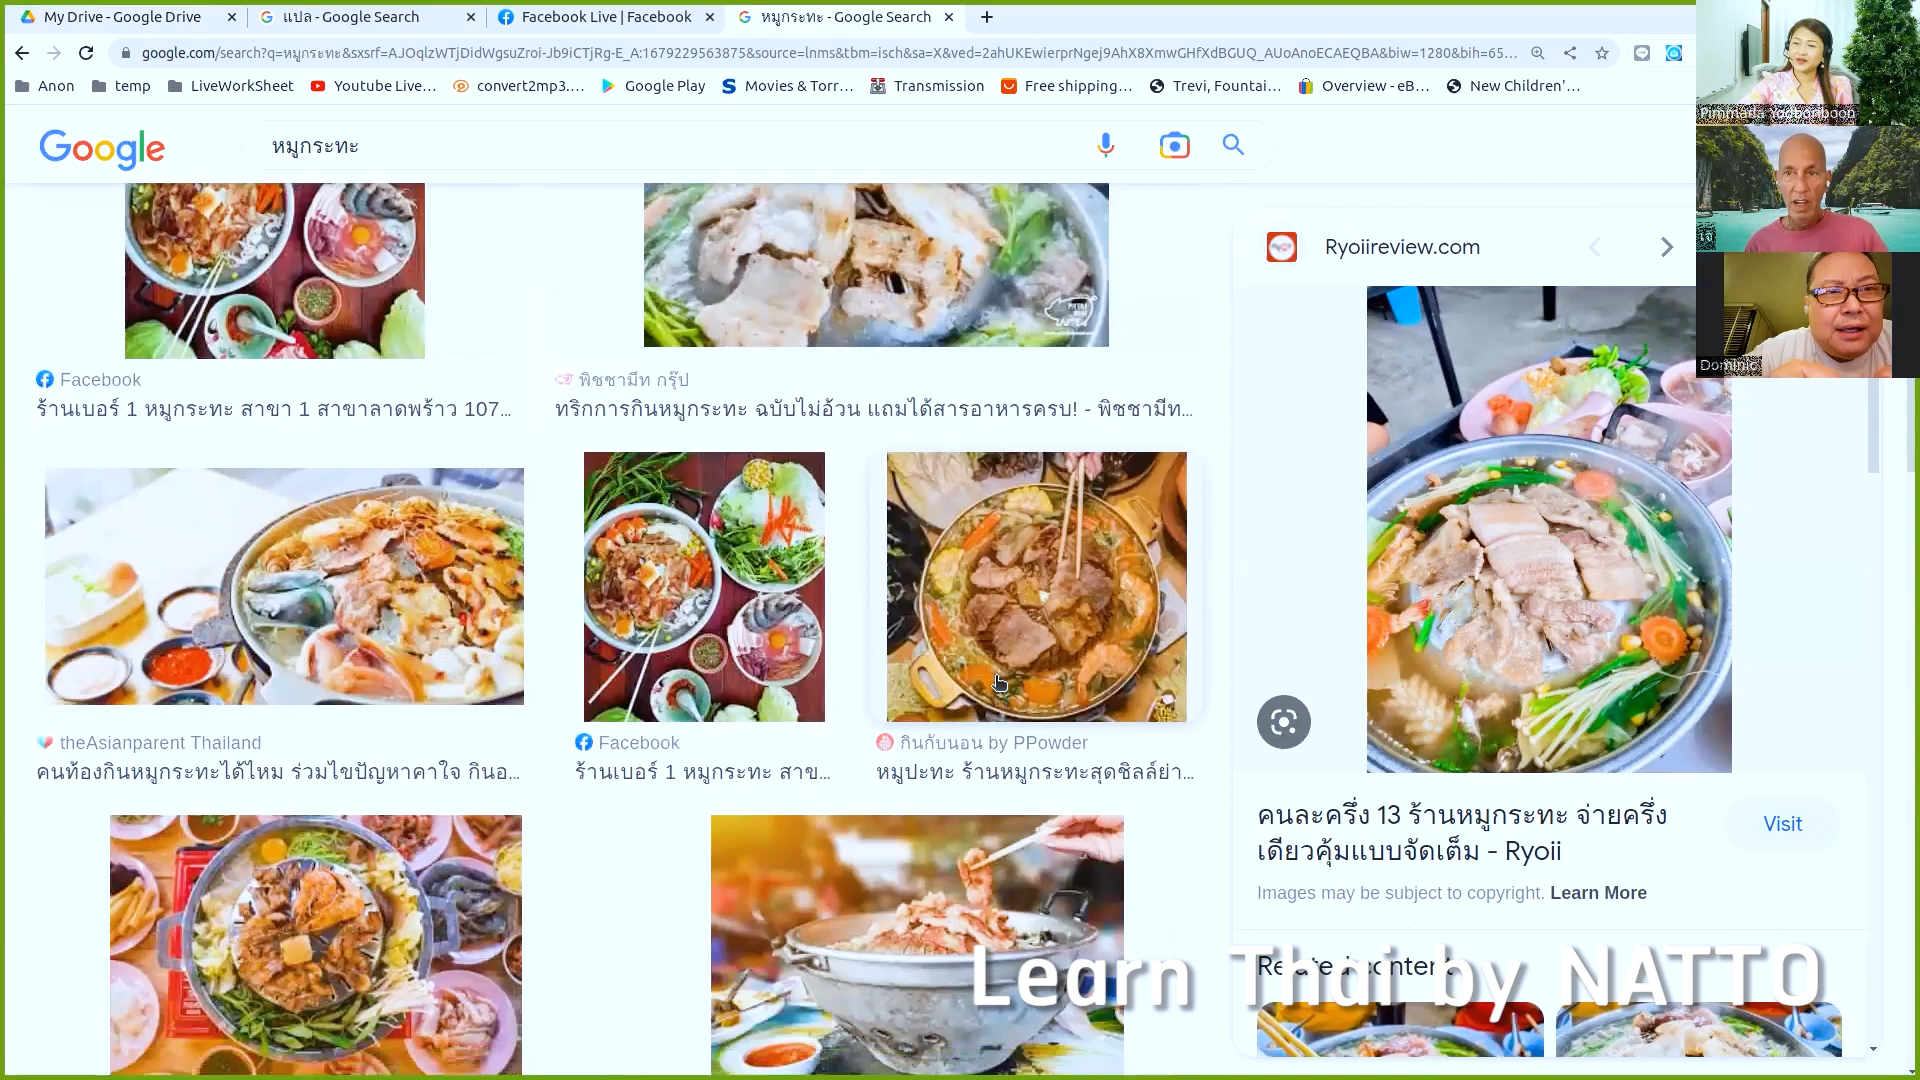 My Drive - Google Drive
แปล - Google Search
Facebook Live | Facebook
หมูกระทะ - Google Search
google.com/search?q=หมูกระทะ&sxsrf=AJOqlzWTjDidWgsuZroi-Jb9iCTjRg-E_A:1679229563875&source=lnms&tbm=isch&sa=X&ved=2ahUKEwierprNgej9AhX8XmwGHfXdBGUQ_AUoAnoECAEQBA&biw=1280&bih=65...
Anon
temp
LiveWorkSheet
Youtube Live...
convert2mp3....
Google Play
Movies & Torr...
Transmission
Free shipping...
Trevi, Fountai...
Overview - eB...
New Children'...
Google
หมูกระทะ
Facebook
ร้านเบอร์ 1 หมูกระทะ สาขา 1 สาขาลาดพร้าว 107...
พิชชามีท กรุ๊ป
ทริกการกินหมูกระทะ ฉบับไม่อ้วน แถมได้สารอาหารครบ! - พิชชามีท...
theAsianparent Thailand
คนท้องกินหมูกระทะได้ไหม ร่วมไขปัญหาคาใจ กินอ...
Facebook
ร้านเบอร์ 1 หมูกระทะ สาข...
กินกับนอน by PPowder
หมูปะทะ ร้านหมูกระทะสุดชิลล์ย่า...
Ryoiireview.com
คนละครึ่ง 13 ร้านหมูกระทะ จ่ายครึ่ง
เดียวคุ้มแบบจัดเต็ม - Ryoii
Visit
Images may be subject to copyright. Learn More
Related content
Learn Thai by NATTO
Dominic